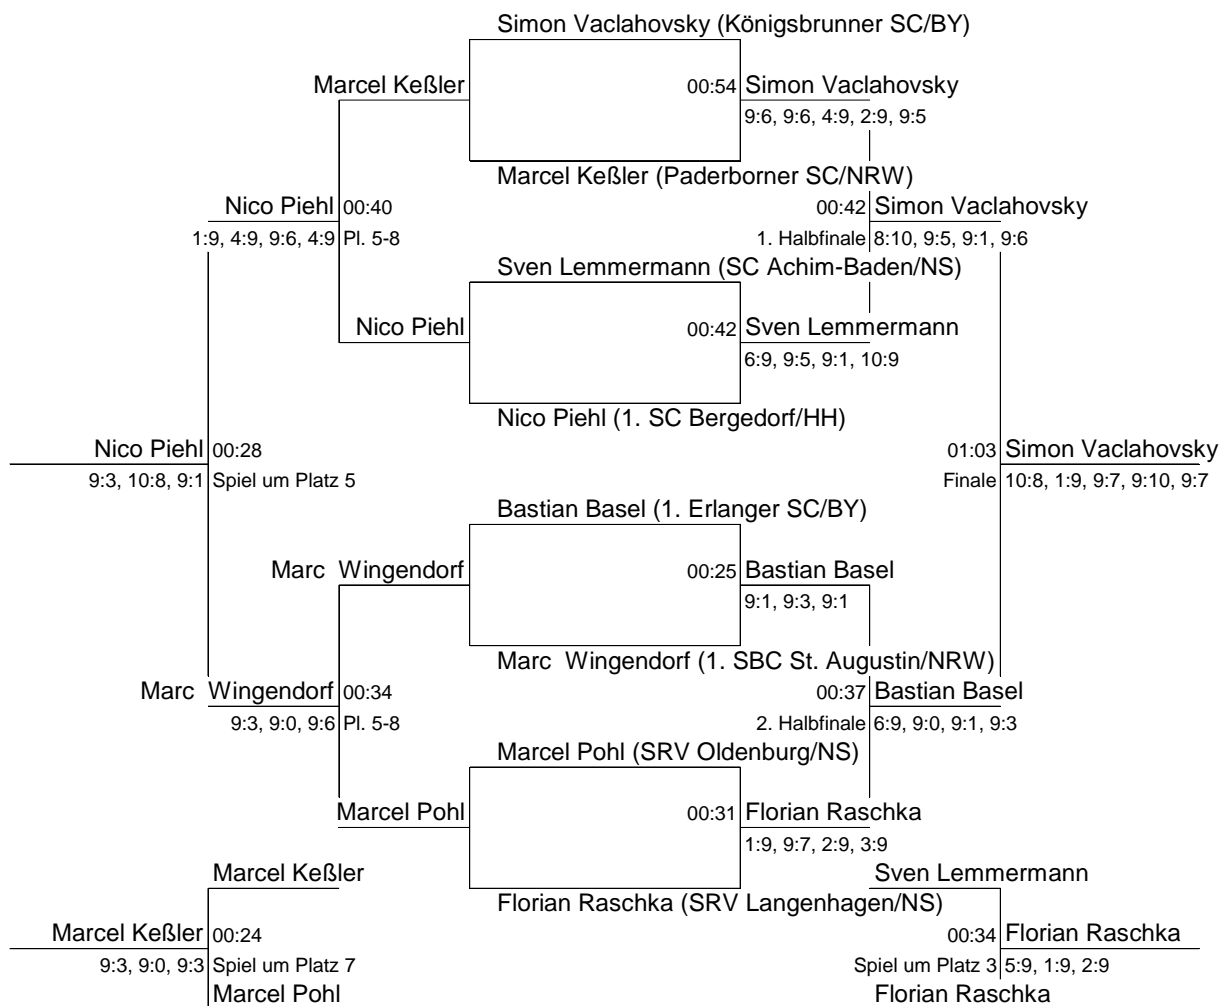 Simon Vaclahovsky (Königsbrunner SC/BY)
Marcel Keßler 00:54 Simon Vaclahovsky
9:6, 9:6, 4:9, 2:9, 9:5
Marcel Keßler (Paderborner SC/NRW)
Nico Piehl 00:40 00:42 Simon Vaclahovsky
1:9, 4:9, 9:6, 4:9 Pl. 5-8 1. Halbfinale 8:10, 9:5, 9:1, 9:6
Sven Lemmermann (SC Achim-Baden/NS)
Nico Piehl 00:42 Sven Lemmermann
6:9, 9:5, 9:1, 10:9
Nico Piehl (1. SC Bergedorf/HH)
Nico Piehl 00:28 01:03 Simon Vaclahovsky
9:3, 10:8, 9:1 Spiel um Platz 5 Finale 10:8, 1:9, 9:7, 9:10, 9:7
Bastian Basel (1. Erlanger SC/BY)
Marc Wingendorf 00:25 Bastian Basel
9:1, 9:3, 9:1
Marc Wingendorf (1. SBC St. Augustin/NRW)
Marc Wingendorf 00:34 00:37 Bastian Basel
9:3, 9:0, 9:6 Pl. 5-8 2. Halbfinale 6:9, 9:0, 9:1, 9:3
Marcel Pohl (SRV Oldenburg/NS)
Marcel Pohl 00:31 Florian Raschka
1:9, 9:7, 2:9, 3:9
Marcel Keßler Sven Lemmermann
Florian Raschka (SRV Langenhagen/NS)
Marcel Keßler 00:24 00:34 Florian Raschka
9:3, 9:0, 9:3 Spiel um Platz 7 Spiel um Platz 3 5:9, 1:9, 2:9
Marcel Pohl Florian Raschka